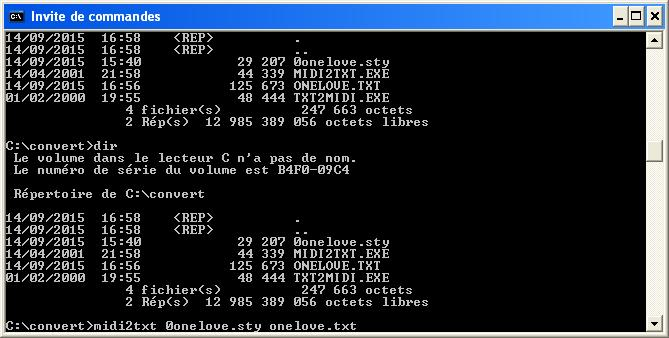 Invite de commandes
14/09/2015  16:58    <REP>          .
14/09/2015  16:58    <REP>          ..
14/09/2015  15:40            29 207 0onelove.sty
14/04/2001  21:58            44 339 MIDI2TXT.EXE
14/09/2015  16:56           125 673 ONELOVE.TXT
01/02/2000  19:55            48 444 TXT2MIDI.EXE
               4 fichier(s)          247 663 octets
               2 Rép(s)  12 985 389 056 octets libres
C:\convert>dir
 Le volume dans le lecteur C n'a pas de nom.
 Le numéro de série du volume est B4F0-09C4
 Répertoire de C:\convert
14/09/2015  16:58    <REP>          .
14/09/2015  16:58    <REP>          ..
14/09/2015  15:40            29 207 0onelove.sty
14/04/2001  21:58            44 339 MIDI2TXT.EXE
14/09/2015  16:56           125 673 ONELOVE.TXT
01/02/2000  19:55            48 444 TXT2MIDI.EXE
               4 fichier(s)          247 663 octets
               2 Rép(s)  12 985 389 056 octets libres
C:\convert>midi2txt 0onelove.sty onelove.txt